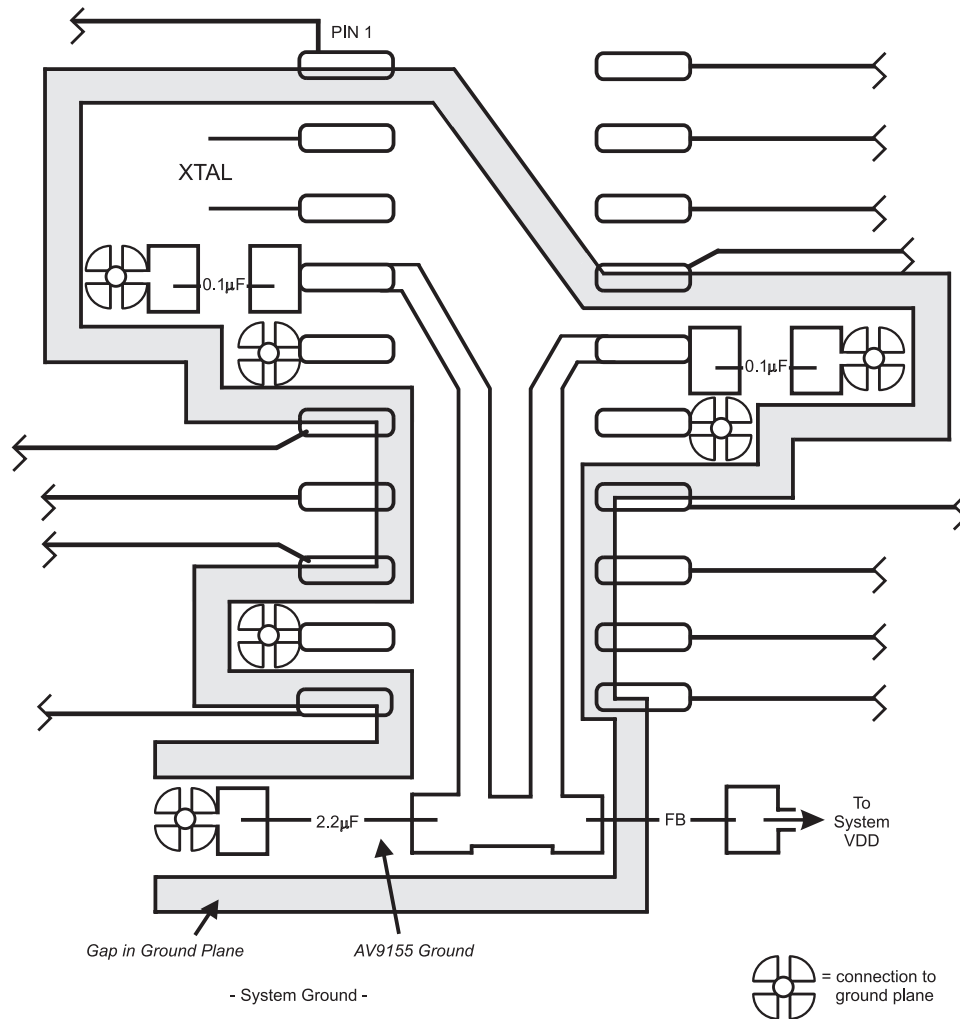 PIN 1
XTAL
0.1μF
0.1μF
2.2μF
FB
To
System
VDD
Gap in Ground Plane
AV9155 Ground
- System Ground -
= connection to
ground plane